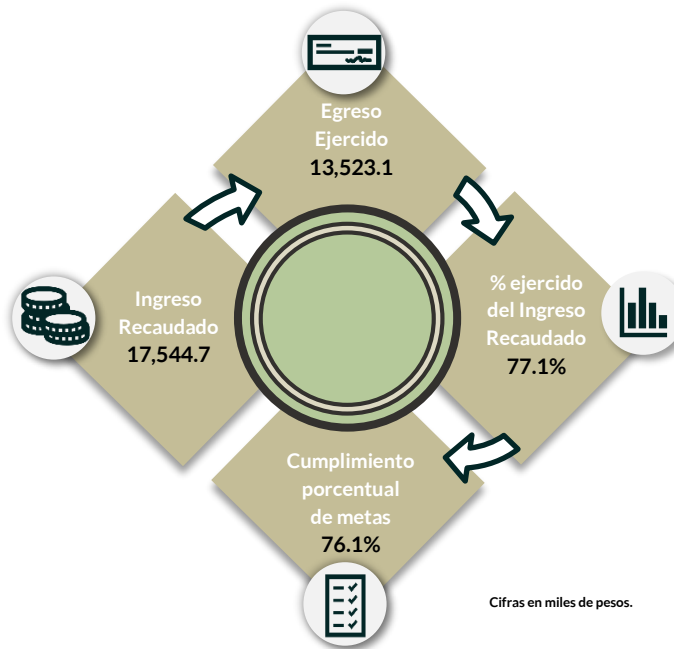 Egreso
Ejercido
13,523.1
% ejercido
del Ingreso
Recaudado
77.1%
Ingreso
Recaudado
17,544.7
Cumplimiento
porcentual
de metas
76.1%
Cifras en miles de pesos.